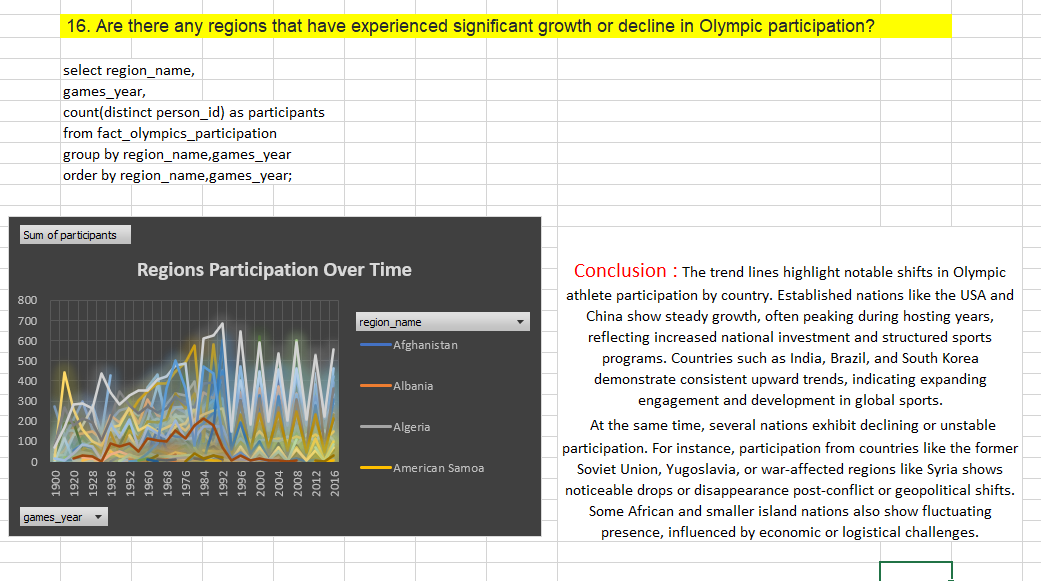 16. Are there any regions that have experienced significant growth or decline in Olympic participation?
select region_name,
games_year,
count(distinct person_id) as participants
from fact_olympics_participation
group by region_name,games_year
order by region_name,games_year;
Sum of participants
Regions Participation Over Time
800
700
600
500
400
300
200
100
0
1900
1920
1928
1936
1952
1960
1968
1976
1984
1992
1996
2000
2004
2008
2012
2016
games_year
region_name
Afghanistan
Albania
Algeria
American Samoa
Conclusion : The trend lines highlight notable shifts in Olympic
athlete participation by country. Established nations like the USA and
China show steady growth, often peaking during hosting years,
reflecting increased national investment and structured sports
programs. Countries such as India, Brazil, and South Korea
demonstrate consistent upward trends, indicating expanding
engagement and development in global sports.
At the same time, several nations exhibit declining or unstable
participation. For instance, participation from countries like the former
Soviet Union, Yugoslavia, or war-affected regions like Syria shows
noticeable drops or disappearance post-conflict or geopolitical shifts.
Some African and smaller island nations also show fluctuating
presence, influenced by economic or logistical challenges.